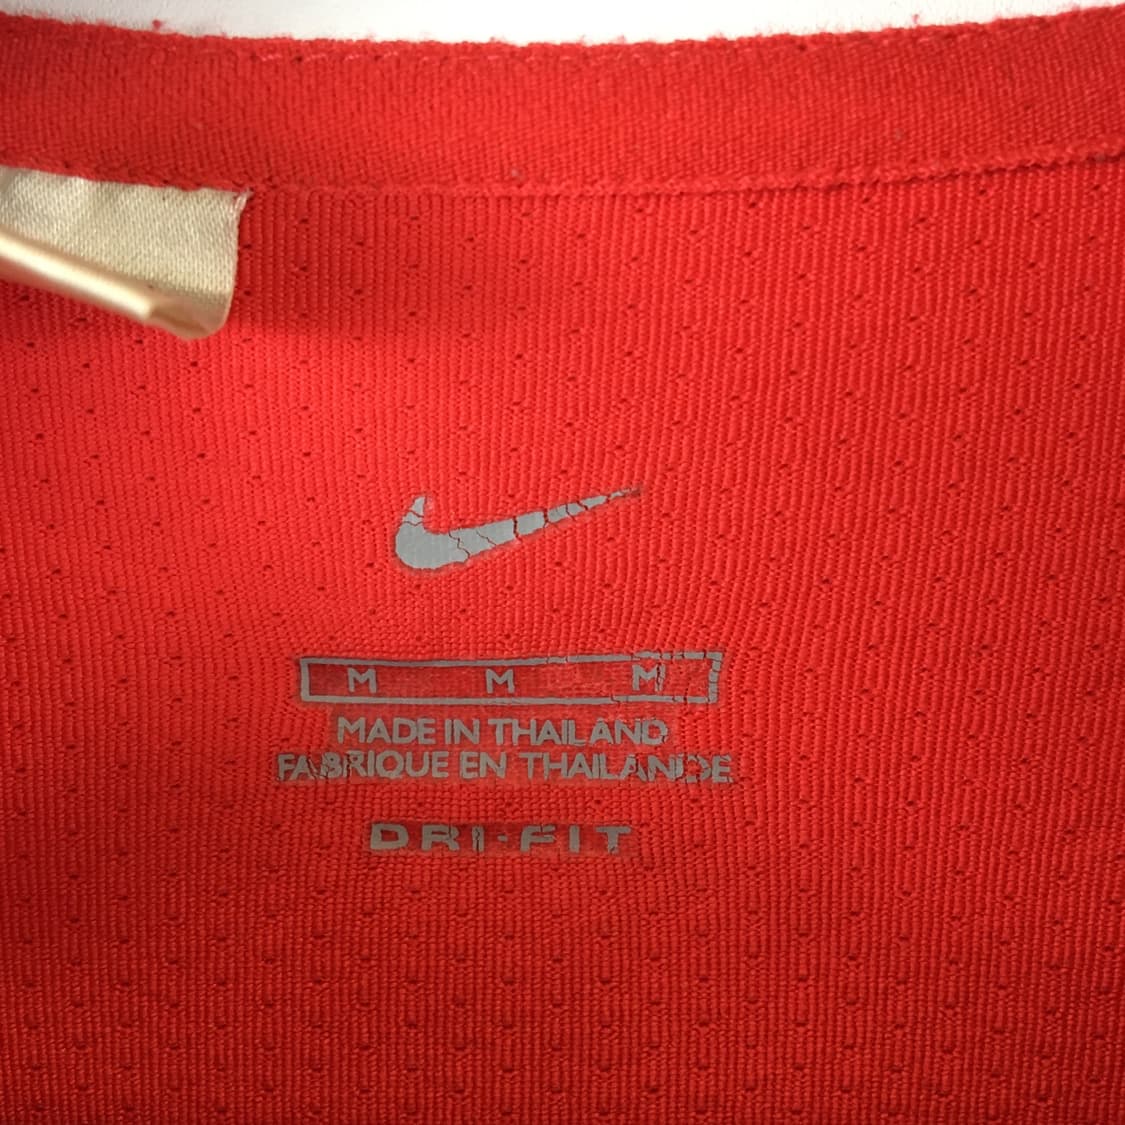 M M M
MADE IN THAILAND
FABRIQUE EN THAILANDE
DRI-FIT